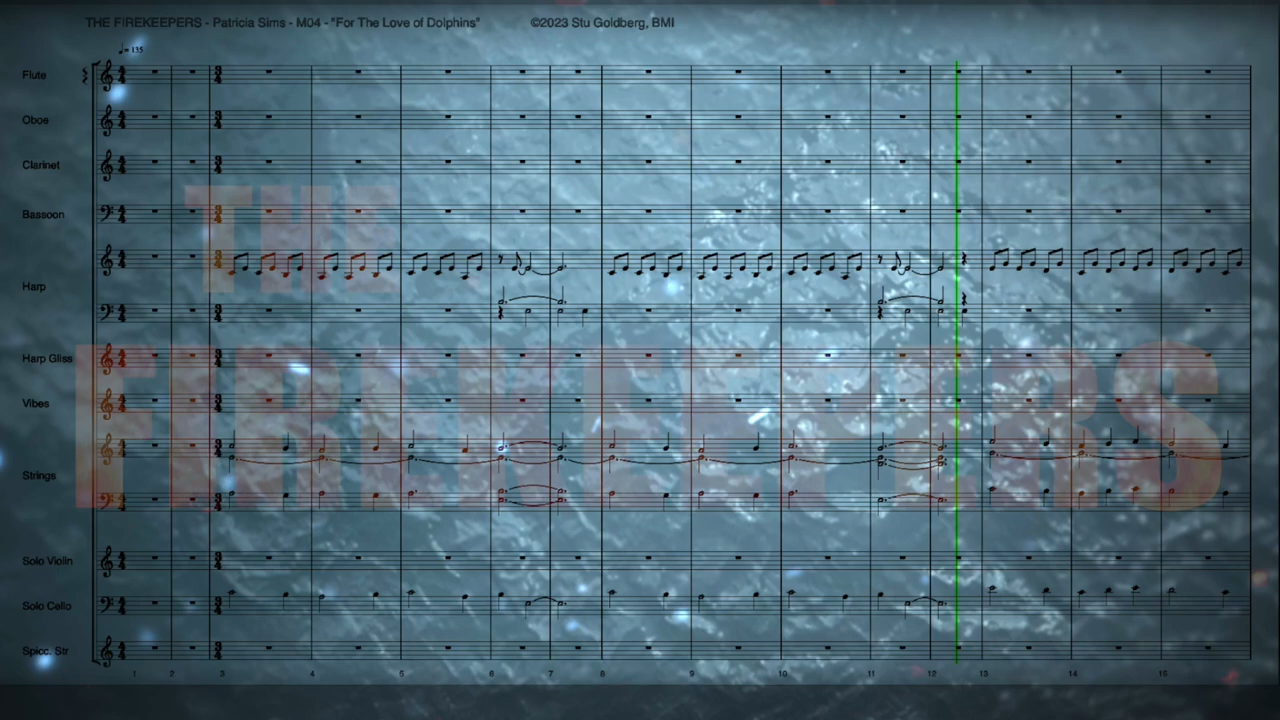 THE FIREKEEPERS - Patricia Sims - M04 - "For The Love of Dolphins" ©2023 Stu Goldberg, BMI
♩= 135
Flute
Oboe
Clarinet
Bassoon
THE
Harp
FIREKEEPERS
Harp Gliss
Vibes
Strings
Solo Violin
Solo Cello
Spicc. Str
1 2 3 4 5 6 7 8 9 10 11 12 13 14 15